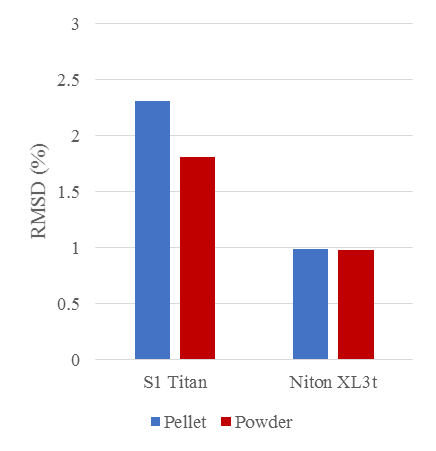 3
2.5
2
1.5
1
0.5
0
RMSD (%)
S1 Titan
Niton XL3t
Pellet
Powder